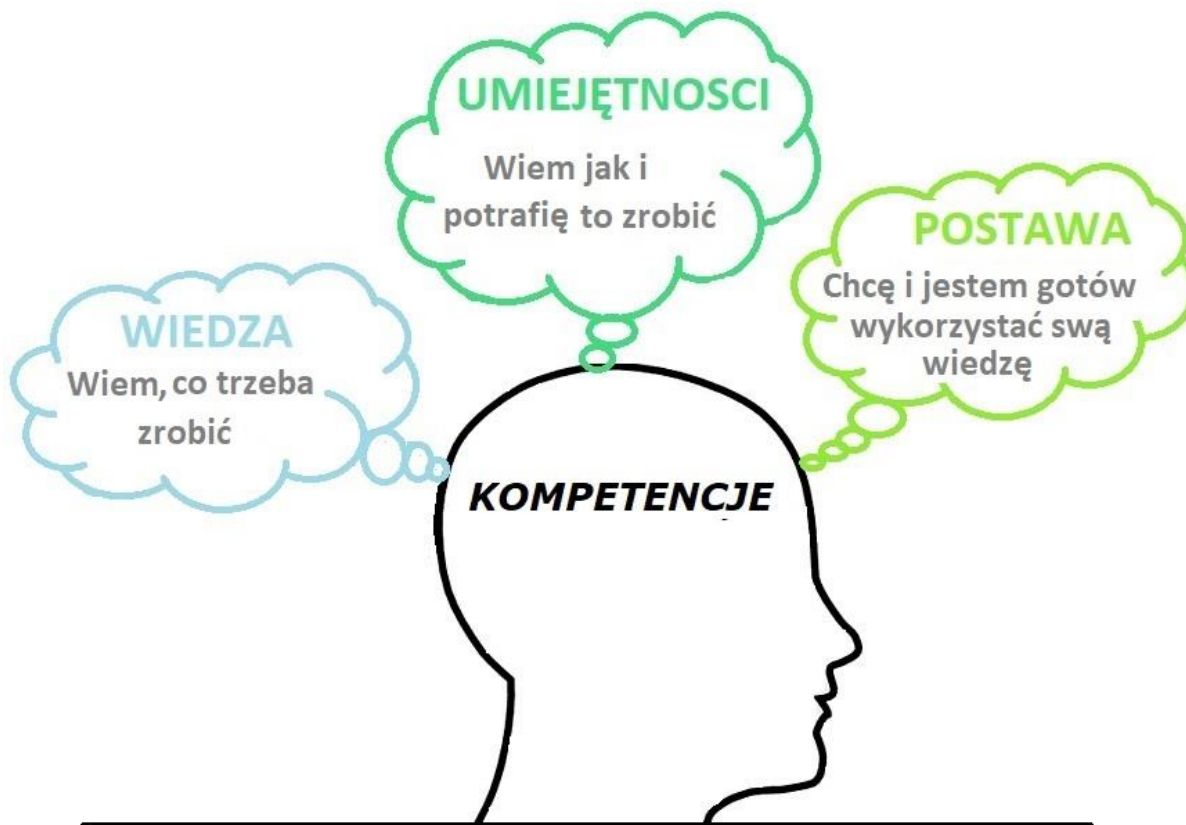 UMIEJĘTNOSCI
Wiem jak i
potrafię to zrobić
POSTAWA
Chcę i jestem gotów
wykorzystać swą
wiedzę
WIEDZA
Wiem, co trzeba
zrobić
KOMPETENCJE